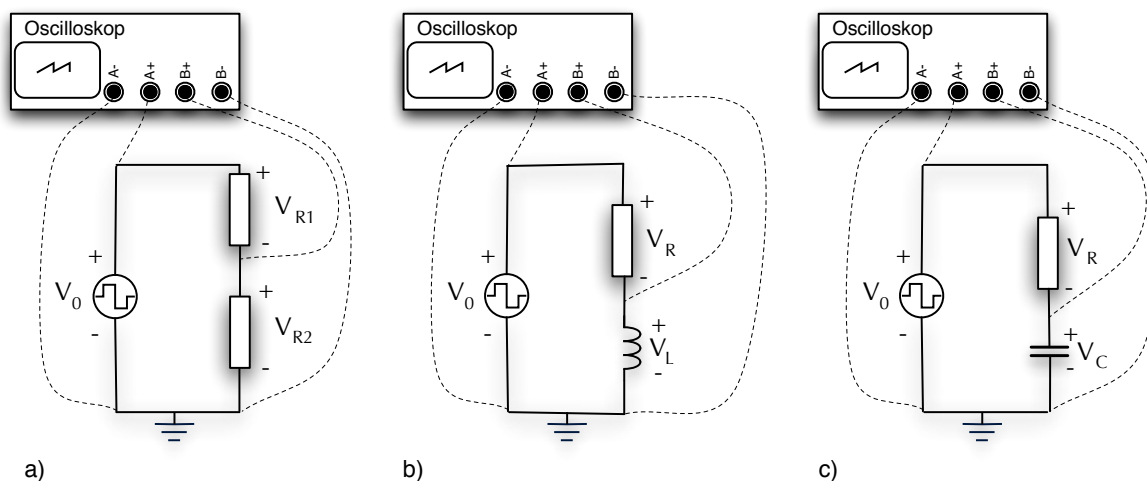 Oscilloskop
A- A+ B+ B-
+
V_R1
-
+
V_0
-
+
V_R2
-
a)
Oscilloskop
A- A+ B+ B-
+
V_R
-
+
V_0
-
+
V_L
-
b)
Oscilloskop
A- A+ B+ B-
+
V_R
-
+
V_0
-
+
V_C
-
c)